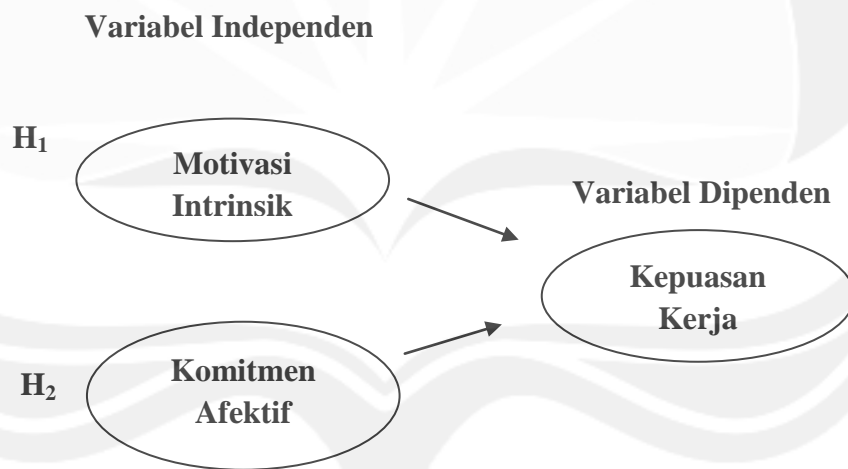 Variabel Independen
H₁
Motivasi
Intrinsik
Variabel Dipenden
Kepuasan
Kerja
H₂
Komitmen
Afektif